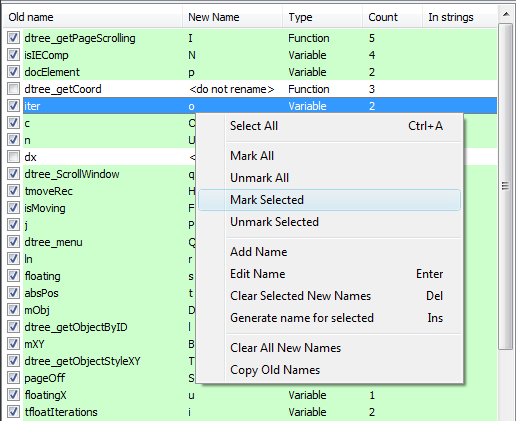 Old name New Name Type Count In strings
dtree_getPageScrolling I Function 5
isIEComp N Variable 4
docElement p Variable 2
dtree_getCoord <do not rename> Function 3
iter o Variable 2
c O
n U
dx <
dtree_ScrollWindow q
tmoveRec H
isMoving F
j P
dtree_menu Q
ln r
floating s
absPos t
mObj D
dtree_getObjectByID l
mXY B
dtree_getObjectStyleXY T
pageOff S
floatingX u Variable 1
tfloatIterations i Variable 2
Select All Ctrl+A
Mark All
Unmark All
Mark Selected
Unmark Selected
Add Name
Edit Name Enter
Clear Selected New Names Del
Generate name for selected Ins
Clear All New Names
Copy Old Names